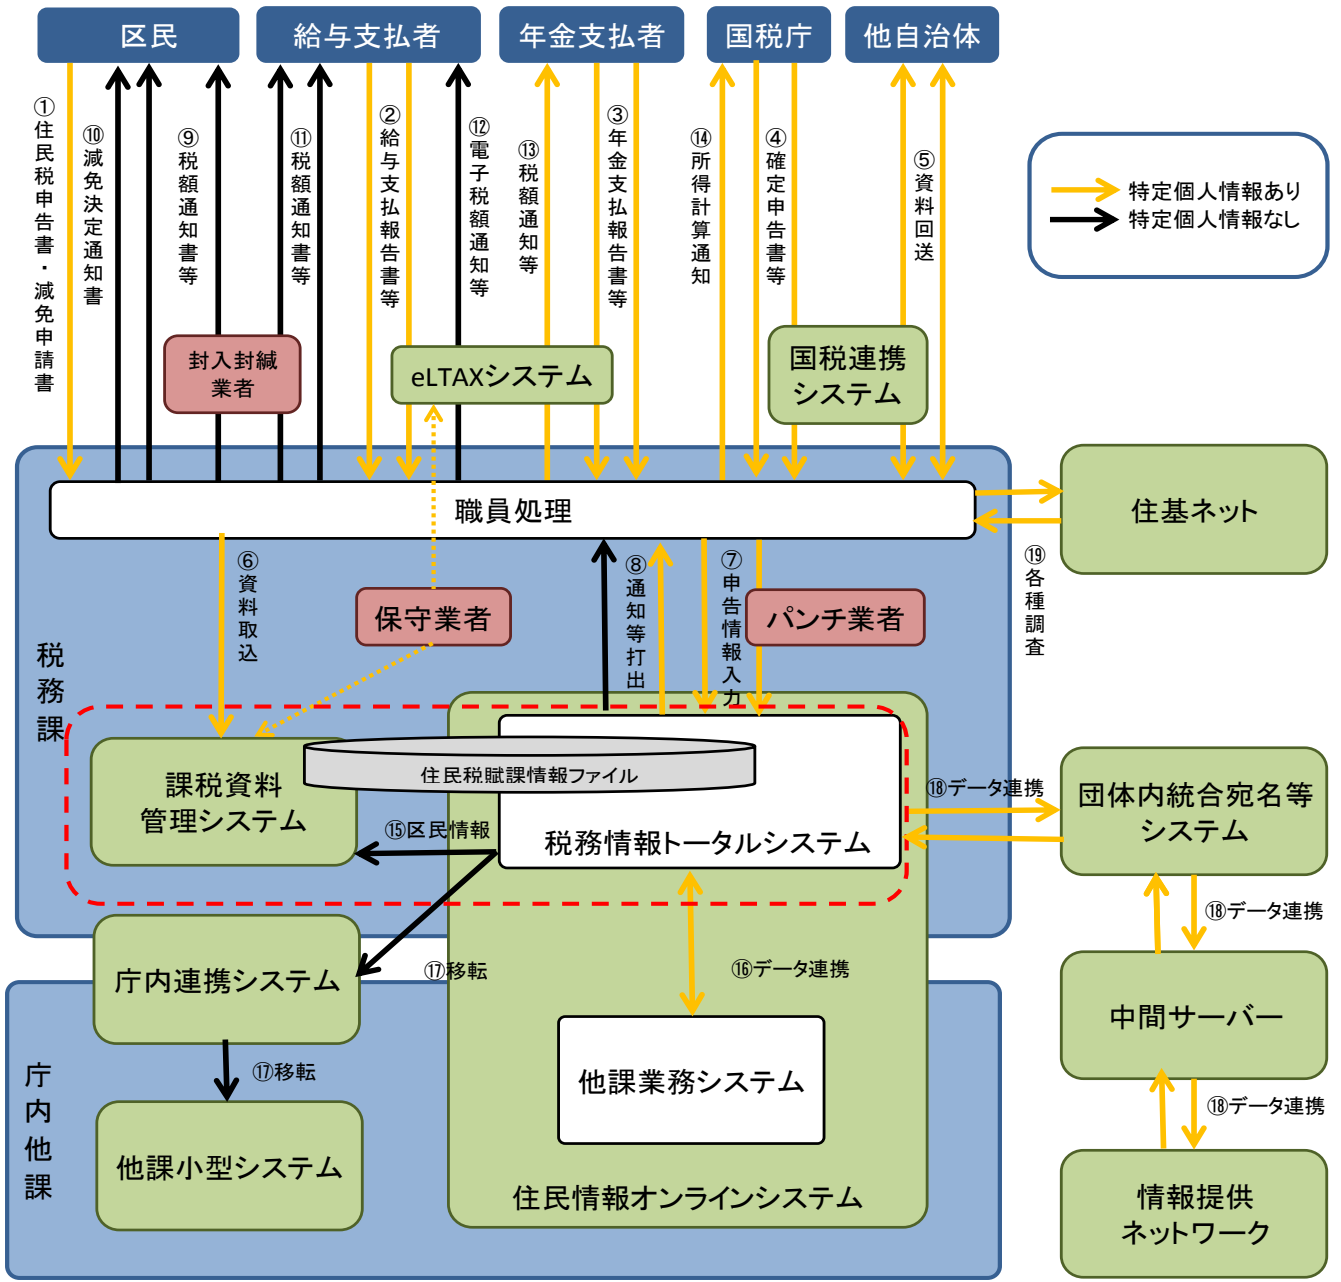 区民
給与支払者
年金支払者
国税庁
他自治体
①住民税申告書・減免申請書
⑩減免決定通知書
⑨税額通知書等
⑪税額通知書等
②給与支払報告書等
⑫電子税額通知等
⑬税額通知等
③年金支払報告書等
⑭所得計算通知
④確定申告書等
⑤資料回送
特定個人情報あり
特定個人情報なし
封入封緘
業者
eLTAXシステム
国税連携
システム
職員処理
住基ネット
⑲各種調査
⑥資料取込
保守業者
⑧通知等打出
⑦申告情報入力
パンチ業者
税務課
課税資料
管理システム
住民税賦課情報ファイル
税務情報トータルシステム
⑮区民情報
⑱データ連携
団体内統合宛名等
システム
⑱データ連携
庁内連携システム
⑰移転
⑯データ連携
中間サーバー
⑰移転
他課業務システム
⑱データ連携
庁内他課
他課小型システム
住民情報オンラインシステム
情報提供
ネットワーク